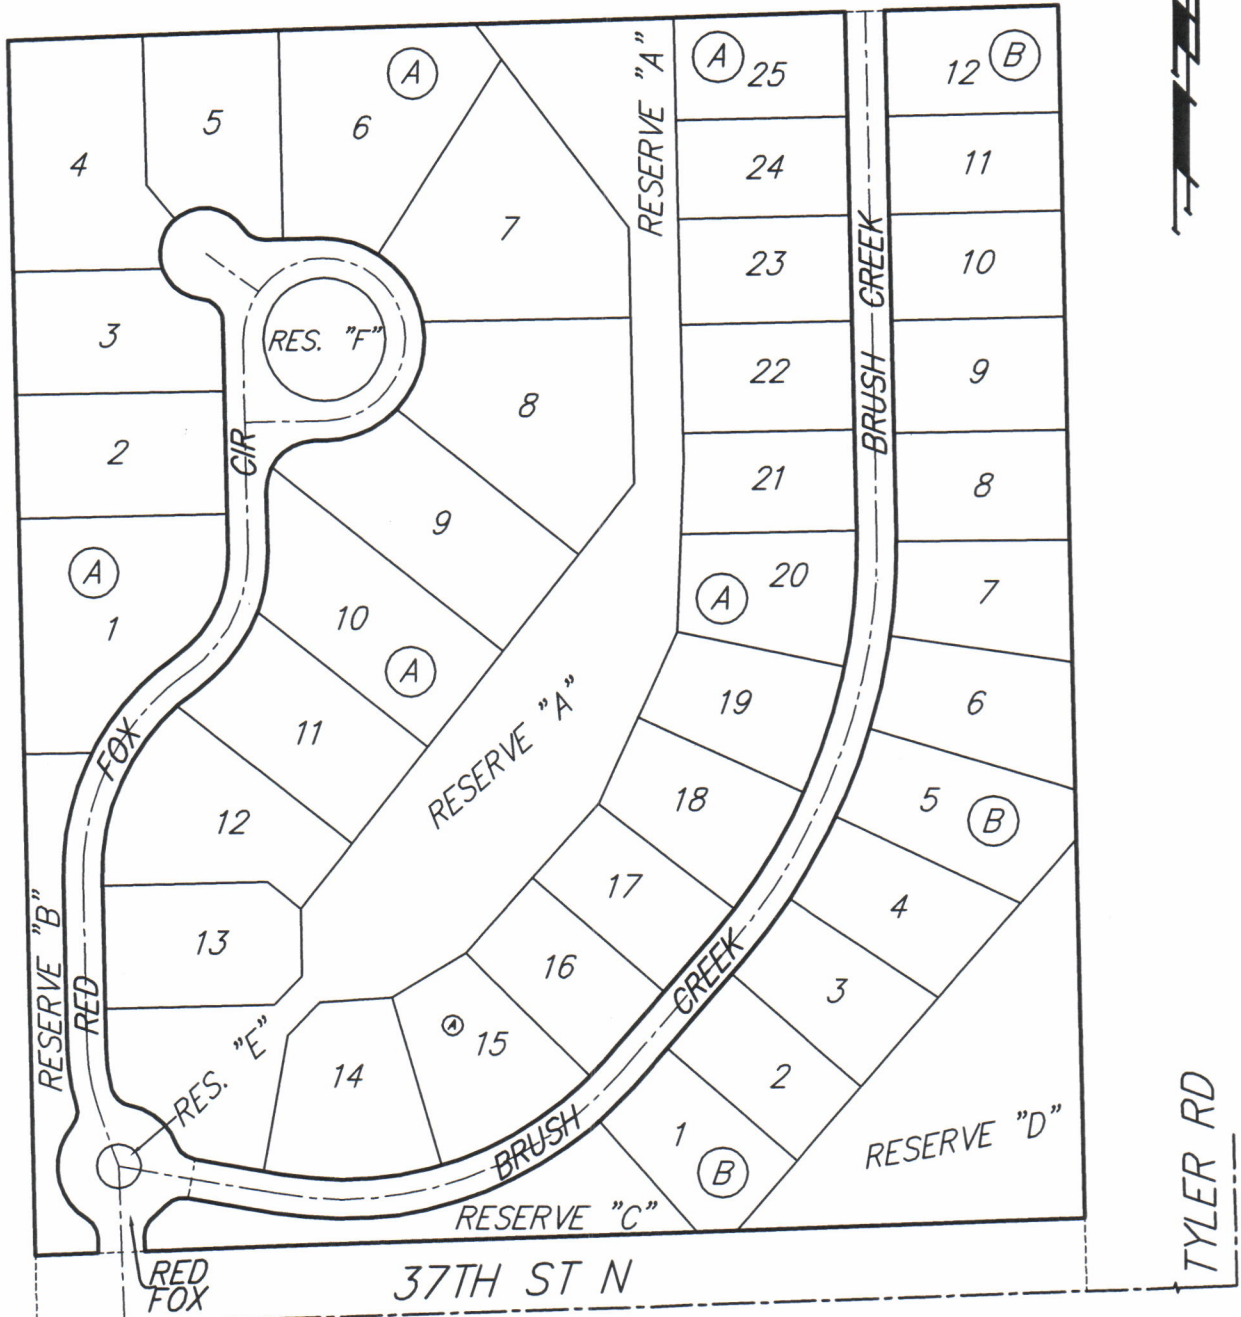 A
25
12
B
5
6
A
4
RESERVE "A"
24
11
7
23
10
BRUSH CREEK
3
RES. "F"
22
9
8
2
CIR
21
8
9
A
1
20
7
A
10
A
19
6
RESERVE "A"
FOX
11
18
5
B
12
17
4
RESERVE "B"
13
16
3
CREEK
RED
RES. "E"
A
15
14
2
BRUSH
1
B
RESERVE "D"
RESERVE "C"
TYLER RD
RED
FOX
37TH ST N